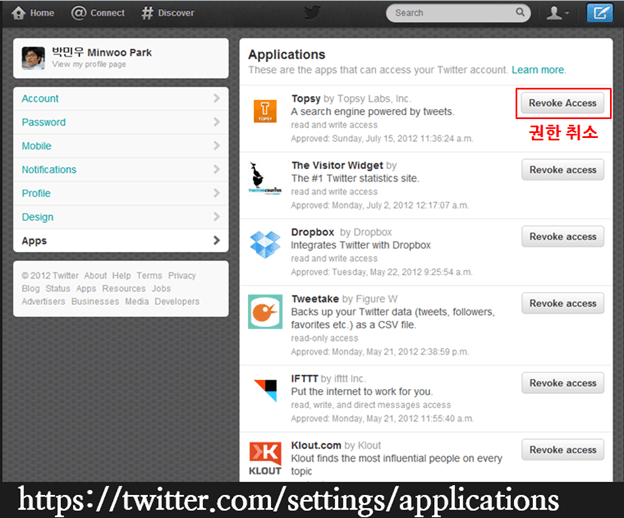 Home @ Connect # Discover Search
박민우 Minwoo Park
View my profile page
Account
Password
Mobile
Notifications
Profile
Design
Apps
© 2012 Twitter About Help Terms Privacy
Blog Status Apps Resources Jobs
Advertisers Businesses Media Developers
Applications
These are the apps that can access your Twitter account. Learn more.
TOPSY
Topsy by Topsy Labs, Inc.
A search engine powered by tweets.
read and write access
Approved: Sunday, July 15, 2012 11:36:24 a.m.
Revoke Access
권한 취소
The Visitor Widget by
The #1 Twitter statistics site.
read and write access
Approved: Monday, July 2, 2012 12:17:07 a.m.
Revoke access
Dropbox by Dropbox
Integrates Twitter with Dropbox
read and write access
Approved: Tuesday, May 22, 2012 9:25:54 a.m.
Revoke access
Tweetake by Figure W
Backs up your Twitter data (tweets, followers,
favorites etc.) as a CSV file.
read-only access
Approved: Monday, May 21, 2012 2:38:59 p.m.
Revoke access
IFTTT by ifttt Inc.
Put the internet to work for you.
read, write, and direct messages access
Approved: Monday, May 21, 2012 11:55:40 a.m.
Revoke access
KLOUT
Klout.com by Klout
Klout finds the most influential people on every
topic
Revoke access
https://twitter.com/settings/applications